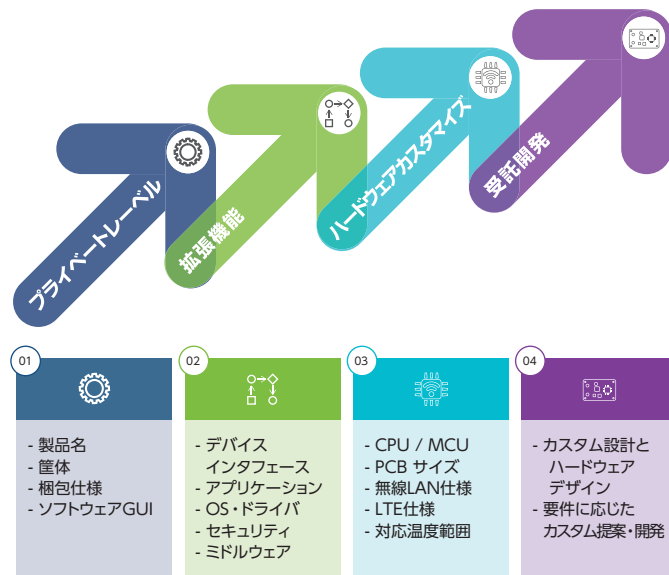 プライベートレーベル
拡張機能
ハードウェアカスタマイズ
受託開発
01
- 製品名
- 筐体
- 梱包仕様
- ソフトウェアGUI
02
- デバイス
インタフェース
- アプリケーション
- OS・ドライバ
- セキュリティ
- ミドルウェア
03
- CPU / MCU
- PCB サイズ
- 無線LAN仕様
- LTE仕様
- 対応温度範囲
04
- カスタム設計と
ハードウェア
デザイン
- 要件に応じた
カスタム提案・開発